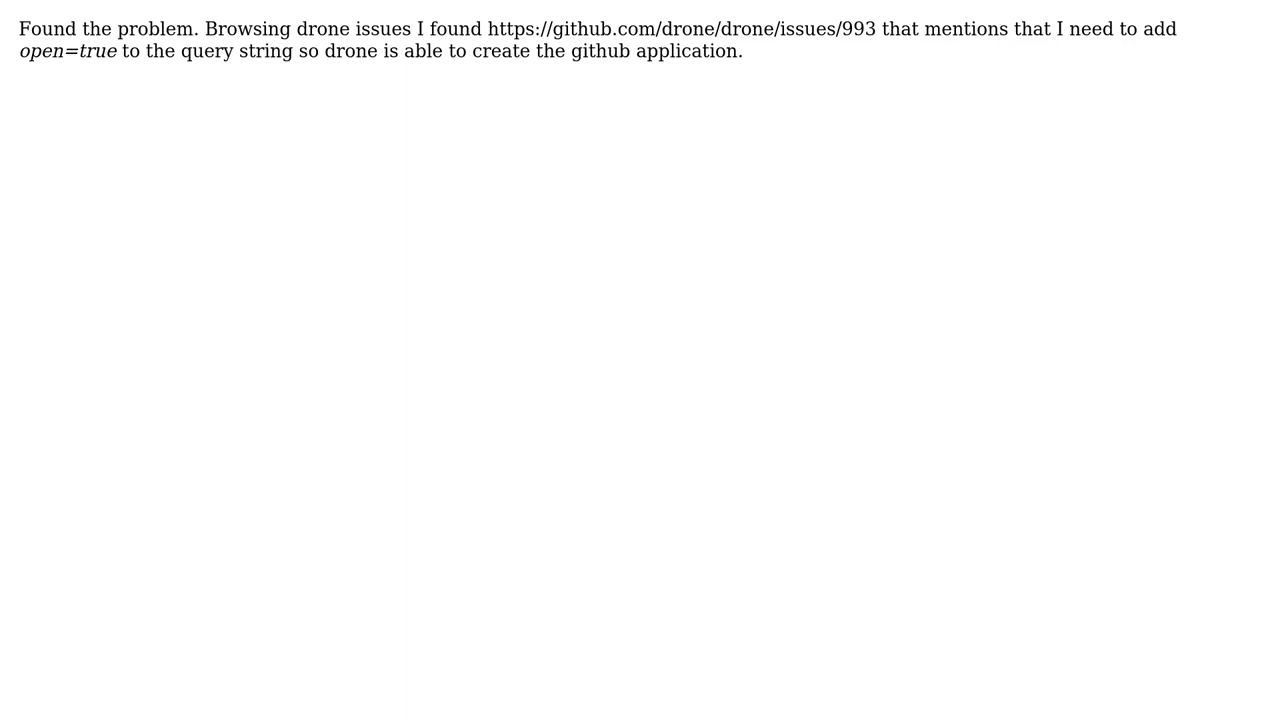 Found the problem. Browsing drone issues I found https://github.com/drone/drone/issues/993 that mentions that I need to add
open=true to the query string so drone is able to create the github application.